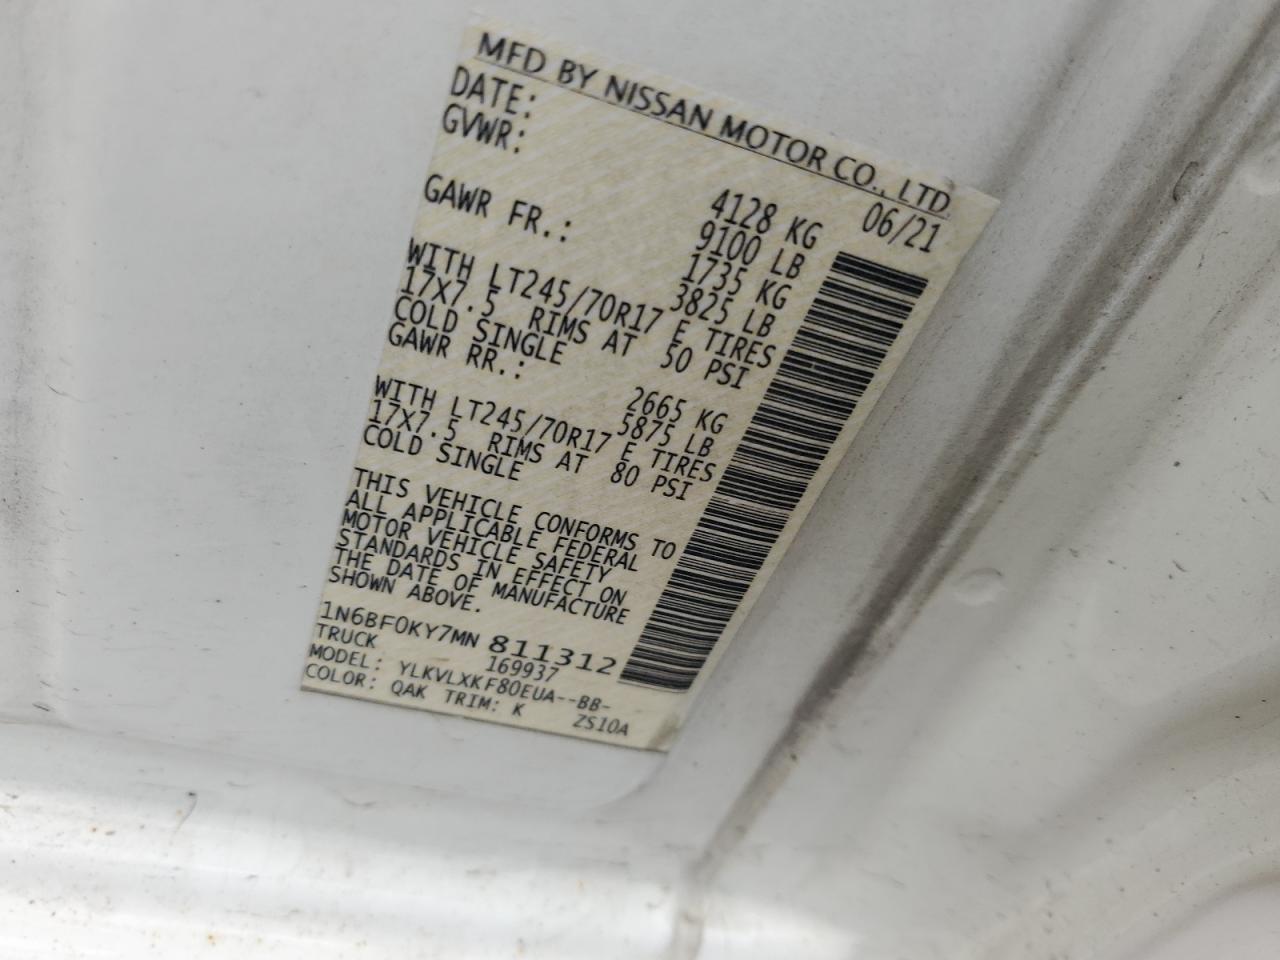 MFD BY NISSAN MOTOR CO., LTD.
DATE: 06/21
GVWR: 4128 KG
9100 LB
GAWR FR.: 1735 KG
3825 LB
WITH LT245/70R17 E TIRES
17X7.5 RIMS AT 50 PSI
COLD SINGLE
GAWR RR.: 2665 KG
5875 LB
WITH LT245/70R17 E TIRES
17X7.5 RIMS AT 80 PSI
COLD SINGLE
THIS VEHICLE CONFORMS TO
ALL APPLICABLE FEDERAL
MOTOR VEHICLE SAFETY
STANDARDS IN EFFECT ON
THE DATE OF MANUFACTURE
SHOWN ABOVE.
1N6BF0KY7MN 811312
TRUCK 169937
MODEL: YLKVLXKF80EUA--BB-
COLOR: QAK TRIM: K ZS10A